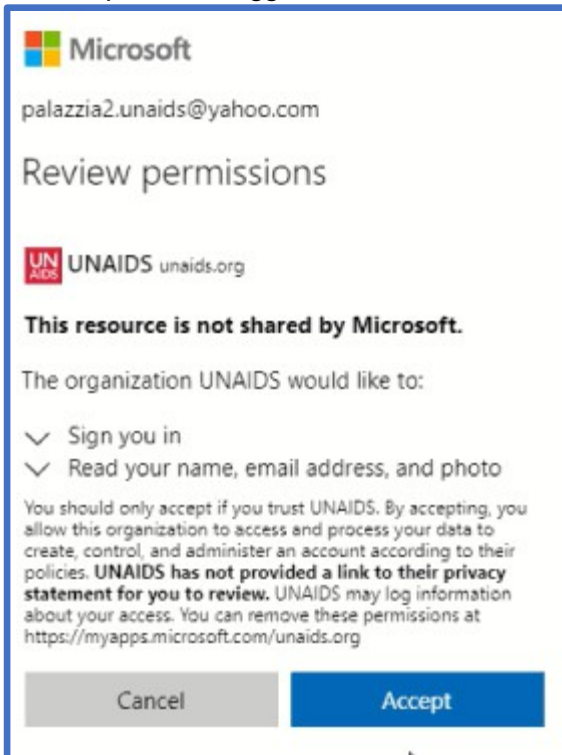 Microsoft
palazzia2.unaids@yahoo.com
Review permissions
UN AIDS UNAIDS unaids.org
This resource is not shared by Microsoft.
The organization UNAIDS would like to:
Sign you in
Read your name, email address, and photo
You should only accept if you trust UNAIDS. By accepting, you
allow this organization to access and process your data to
create, control, and administer an account according to their
policies. UNAIDS has not provided a link to their privacy
statement for you to review. UNAIDS may log information
about your access. You can remove these permissions at
https://myapps.microsoft.com/unaids.org
Cancel Accept